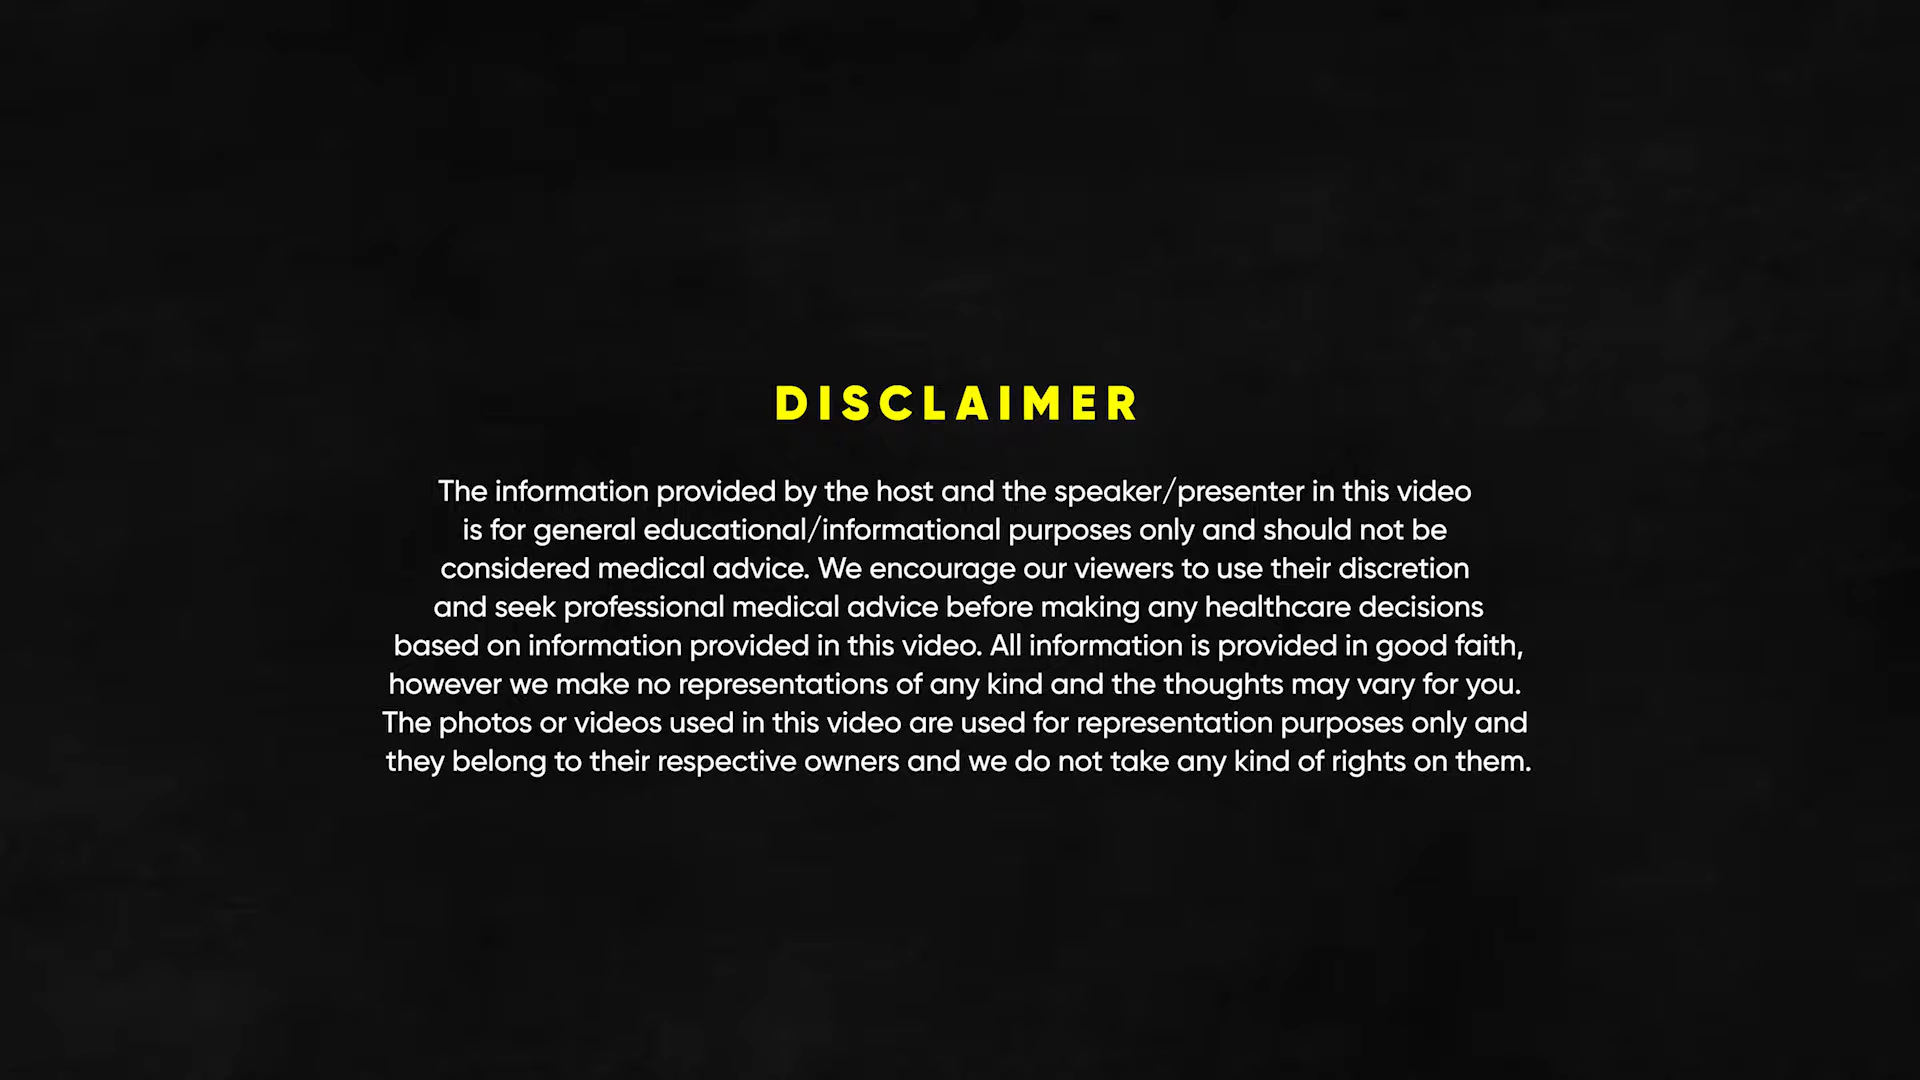 DISCLAIMER
The information provided by the host and the speaker/presenter in this video
is for general educational/informational purposes only and should not be
considered medical advice. We encourage our viewers to use their discretion
and seek professional medical advice before making any healthcare decisions
based on information provided in this video. All information is provided in good faith,
however we make no representations of any kind and the thoughts may vary for you.
The photos or videos used in this video are used for representation purposes only and
they belong to their respective owners and we do not take any kind of rights on them.